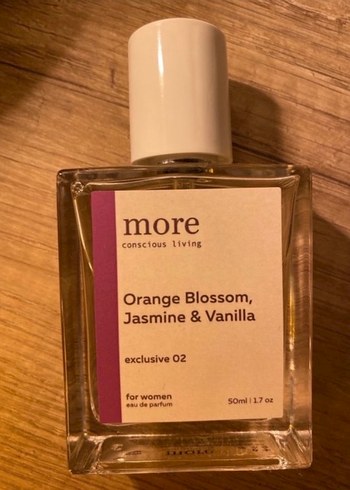 more
conscious living
Orange Blossom,
Jasmine & Vanilla
exclusive 02
for women
eau de parfum
50ml | 1.7 oz